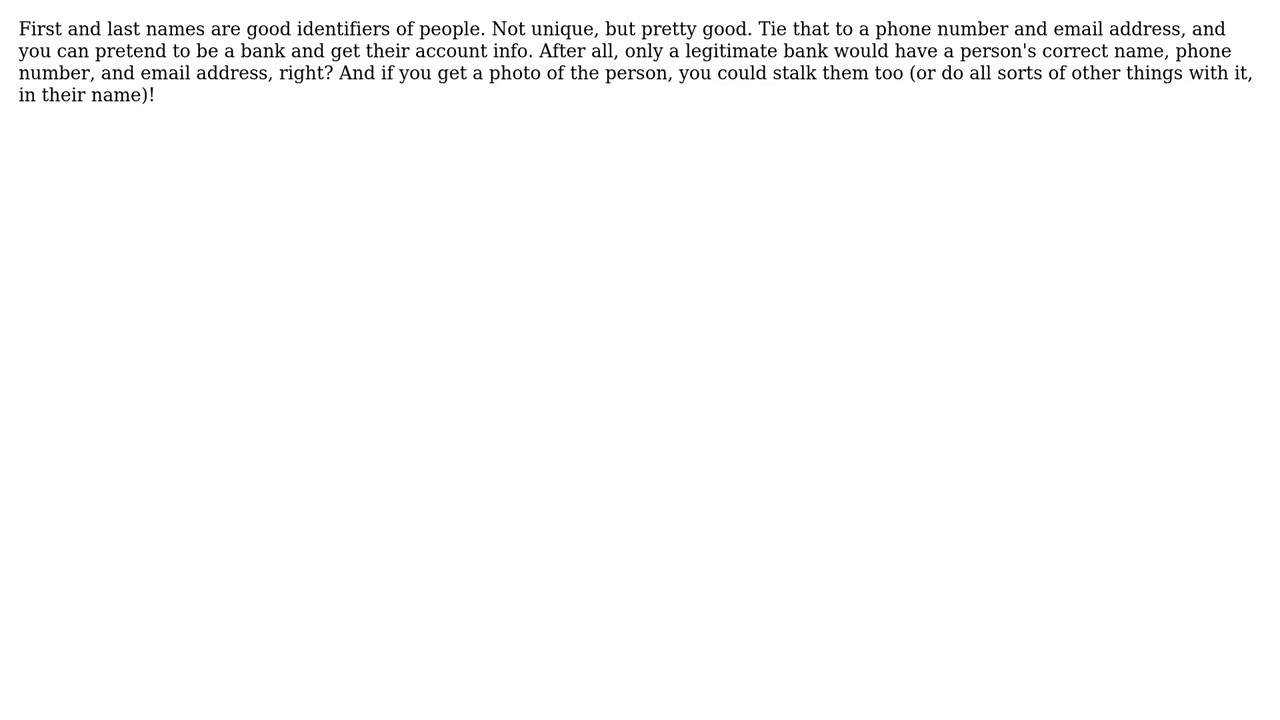 First and last names are good identifiers of people. Not unique, but pretty good. Tie that to a phone number and email address, and
you can pretend to be a bank and get their account info. After all, only a legitimate bank would have a person's correct name, phone
number, and email address, right? And if you get a photo of the person, you could stalk them too (or do all sorts of other things with it,
in their name)!